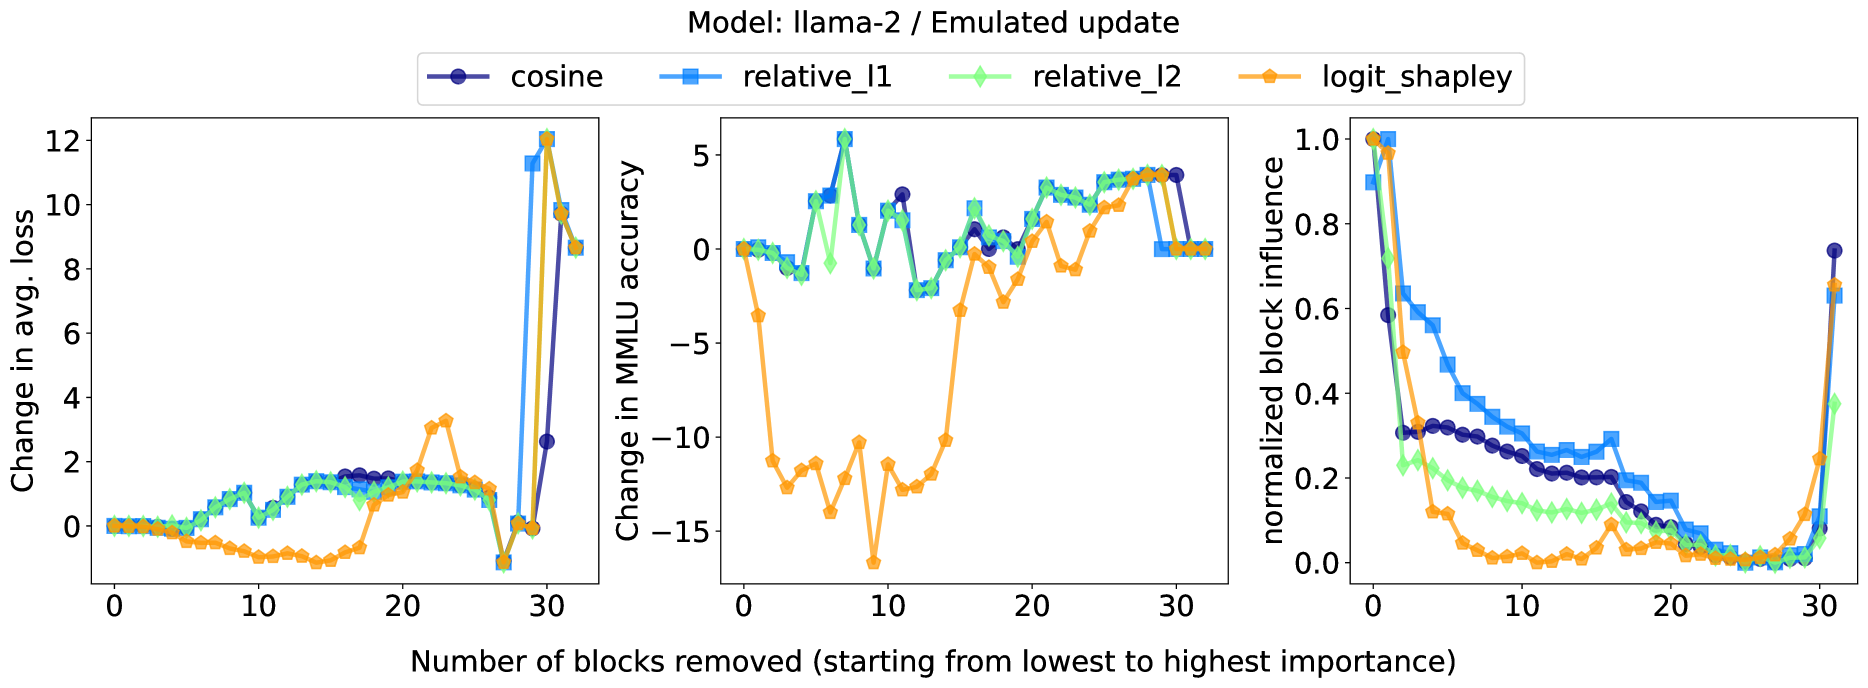 Model: llama-2 / Emulated update
cosine relative_l1 relative_l2 logit_shapley
Change in avg. loss
12
10
8
6
4
2
0
0 10 20 30
Change in MMLU accuracy
5
0
−5
−10
−15
0 10 20 30
normalized block influence
1.0
0.8
0.6
0.4
0.2
0.0
0 10 20 30
Number of blocks removed (starting from lowest to highest importance)